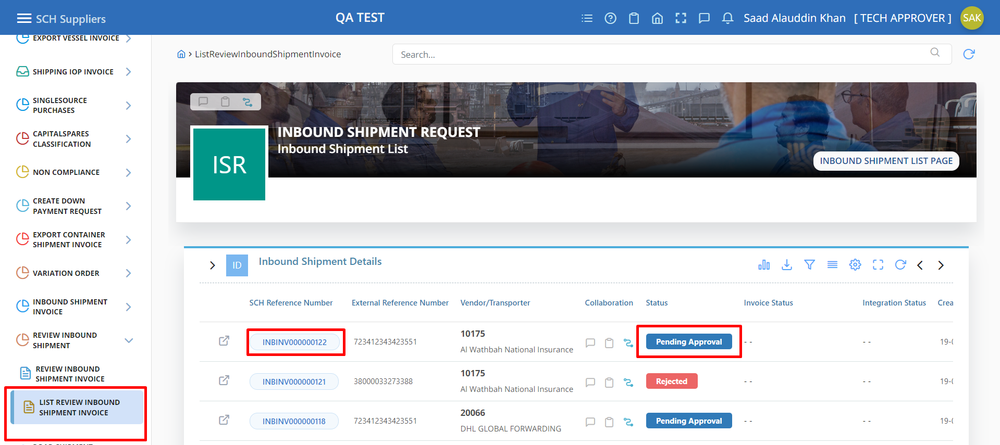 SCH Suppliers
QA TEST
Saad Alauddin Khan [ TECH APPROVER ]
SAK
EXPORT VESSEL INVOICE
SHIPPING IOP INVOICE
SINGLESOURCE
PURCHASES
CAPITALSPARES
CLASSIFICATION
NON COMPLIANCE
CREATE DOWN
PAYMENT REQUEST
EXPORT CONTAINER
SHIPMENT INVOICE
VARIATION ORDER
INBOUND SHIPMENT
INVOICE
REVIEW INBOUND
SHIPMENT
REVIEW INBOUND
SHIPMENT INVOICE
LIST REVIEW INBOUND
SHIPMENT INVOICE
ROAD SHIPMENT
> ListReviewInboundShipmentInvoice
Search...
ISR
INBOUND SHIPMENT REQUEST
Inbound Shipment List
INBOUND SHIPMENT LIST PAGE
ID
Inbound Shipment Details
SCH Reference Number External Reference Number Vendor/Transporter Collaboration Status Invoice Status Integration Status Crea
INBINV000000122 723412343423551 10175 Al Wathbah National Insurance Pending Approval - - - - 19-0
INBINV000000121 38000033273388 10175 Al Wathbah National Insurance Rejected - - - - 19-0
INBINV000000118 723412343423551 20066 DHL GLOBAL FORWARDING Pending Approval - - - - 19-0